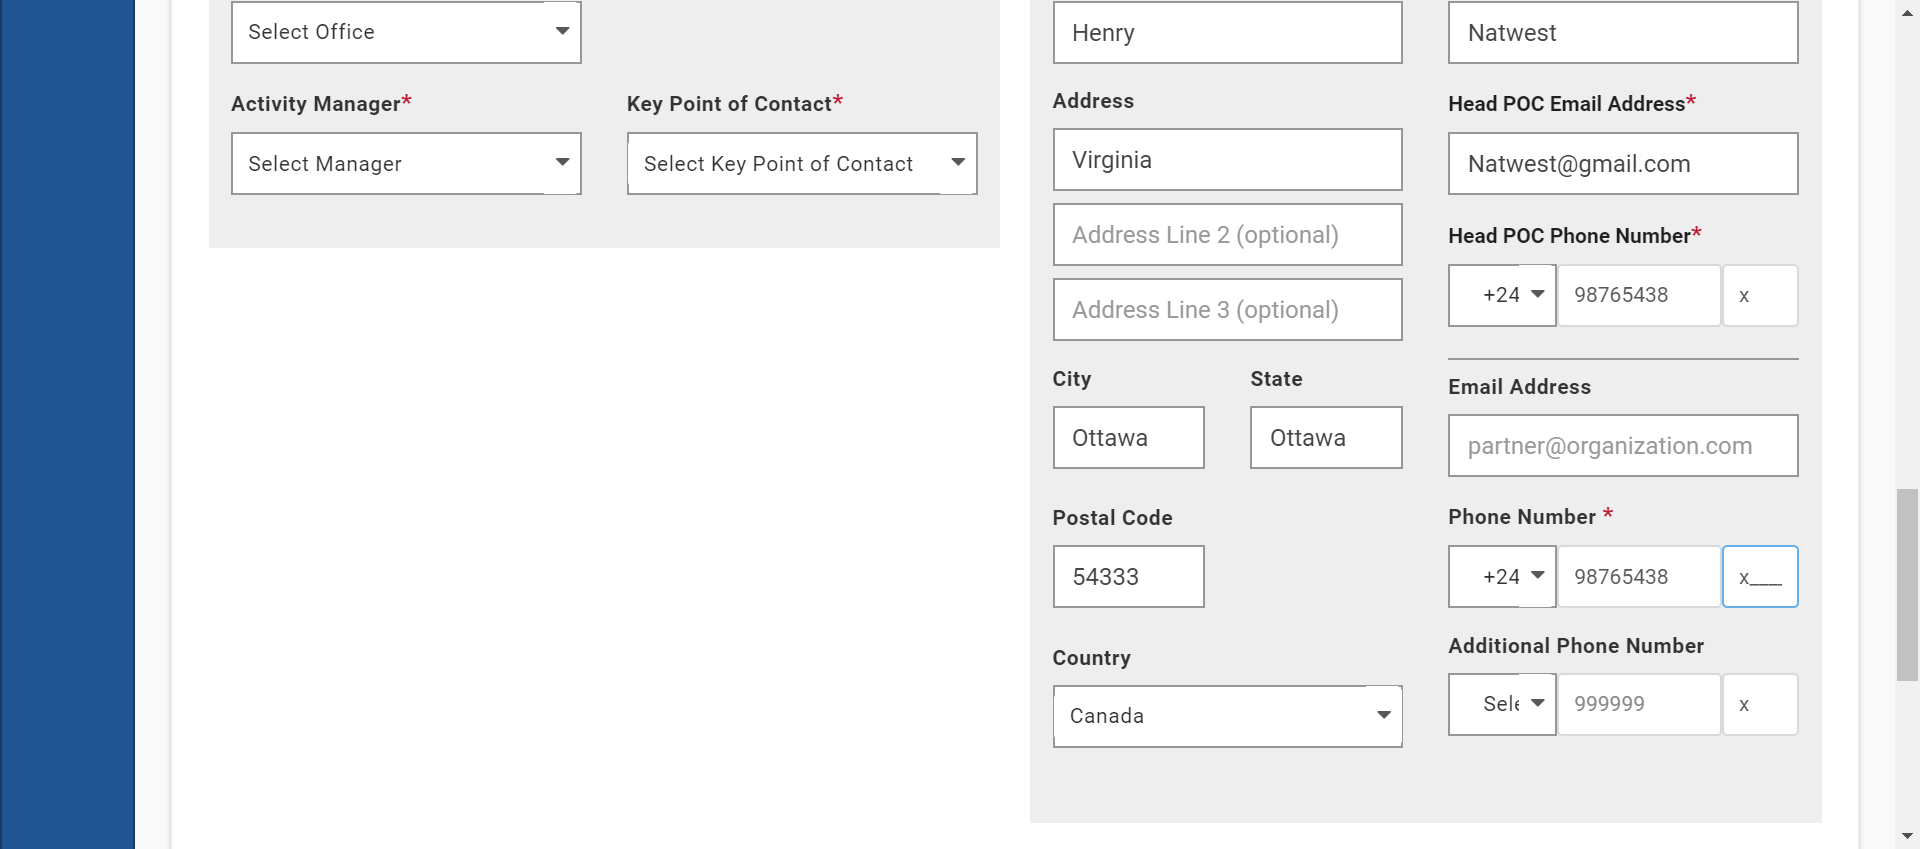 Select Office
Activity Manager*
Key Point of Contact*
Select Manager
Select Key Point of Contact
Henry
Address
Virginia
Address Line 2 (optional)
Address Line 3 (optional)
City
State
Ottawa
Ottawa
Postal Code
54333
Country
Canada
Natwest
Head POC Email Address*
Natwest@gmail.com
Head POC Phone Number*
+24
98765438
x
Email Address
partner@organization.com
Phone Number *
+24
98765438
x____
Additional Phone Number
Sele
999999
x